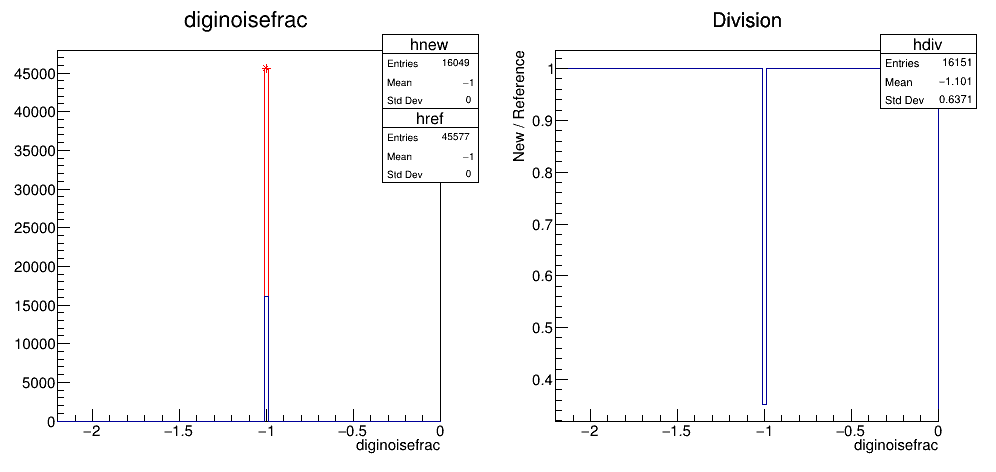 diginoisefrac
hnew
Entries 16049
Mean −1
Std Dev 0
href
Entries 45577
Mean −1
Std Dev 0
45000
40000
35000
30000
25000
20000
15000
10000
5000
0
−2 −1.5 −1 −0.5 0
diginoisefrac
Division
hdiv
Entries 16151
Mean −1.101
Std Dev 0.6371
New / Reference
1
0.9
0.8
0.7
0.6
0.5
0.4
−2 −1.5 −1 −0.5 0
diginoisefrac